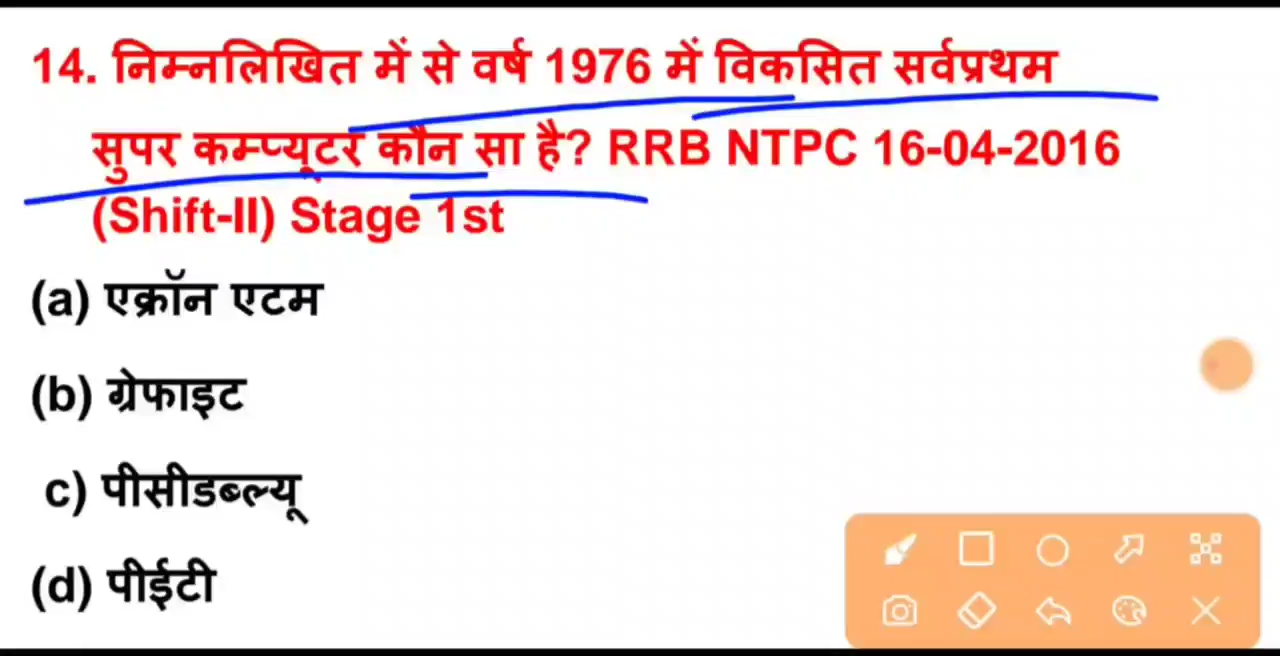 14. निम्नलिखित में से वर्ष 1976 में विकसित सर्वप्रथम
सुपर कम्प्यूटर कौन सा है? RRB NTPC 16-04-2016
(Shift-II) Stage 1st
(a) एक्रॉन एटम
(b) ग्रेफाइट
c) पीसीडब्ल्यू
(d) पीईटी